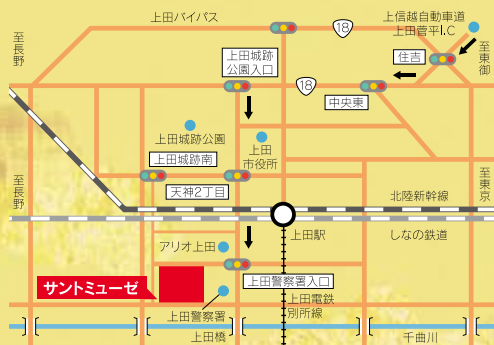 上田バイパス
18
上信越自動車道
上田菅平I.C
至長野
上田城跡
公園入口
住吉
至東御
18
中央東
上田城跡公園
上田
市役所
上田城跡南
天神2丁目
至長野
至東京
北陸新幹線
上田駅
しなの鉄道
アリオ上田
サントミューゼ
上田警察署入口
上田電鉄
別所線
上田警察署
上田橋
千曲川